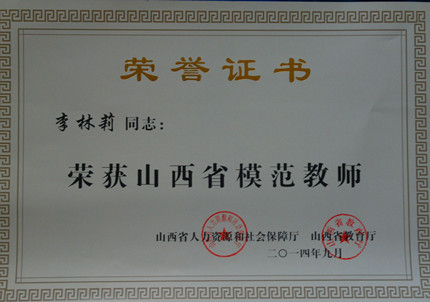 荣誉证书
李林莉 同志：
荣获山西省模范教师
山西省人力资源和社会保障厅 山西省教育厅
二〇一四年九月